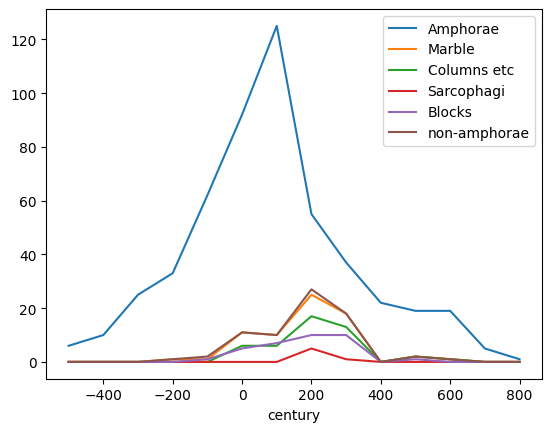 Amphorae
Marble
Columns etc
Sarcophagi
Blocks
non-amphorae
120
100
80
60
40
20
0
−400 −200 0 200 400 600 800
century